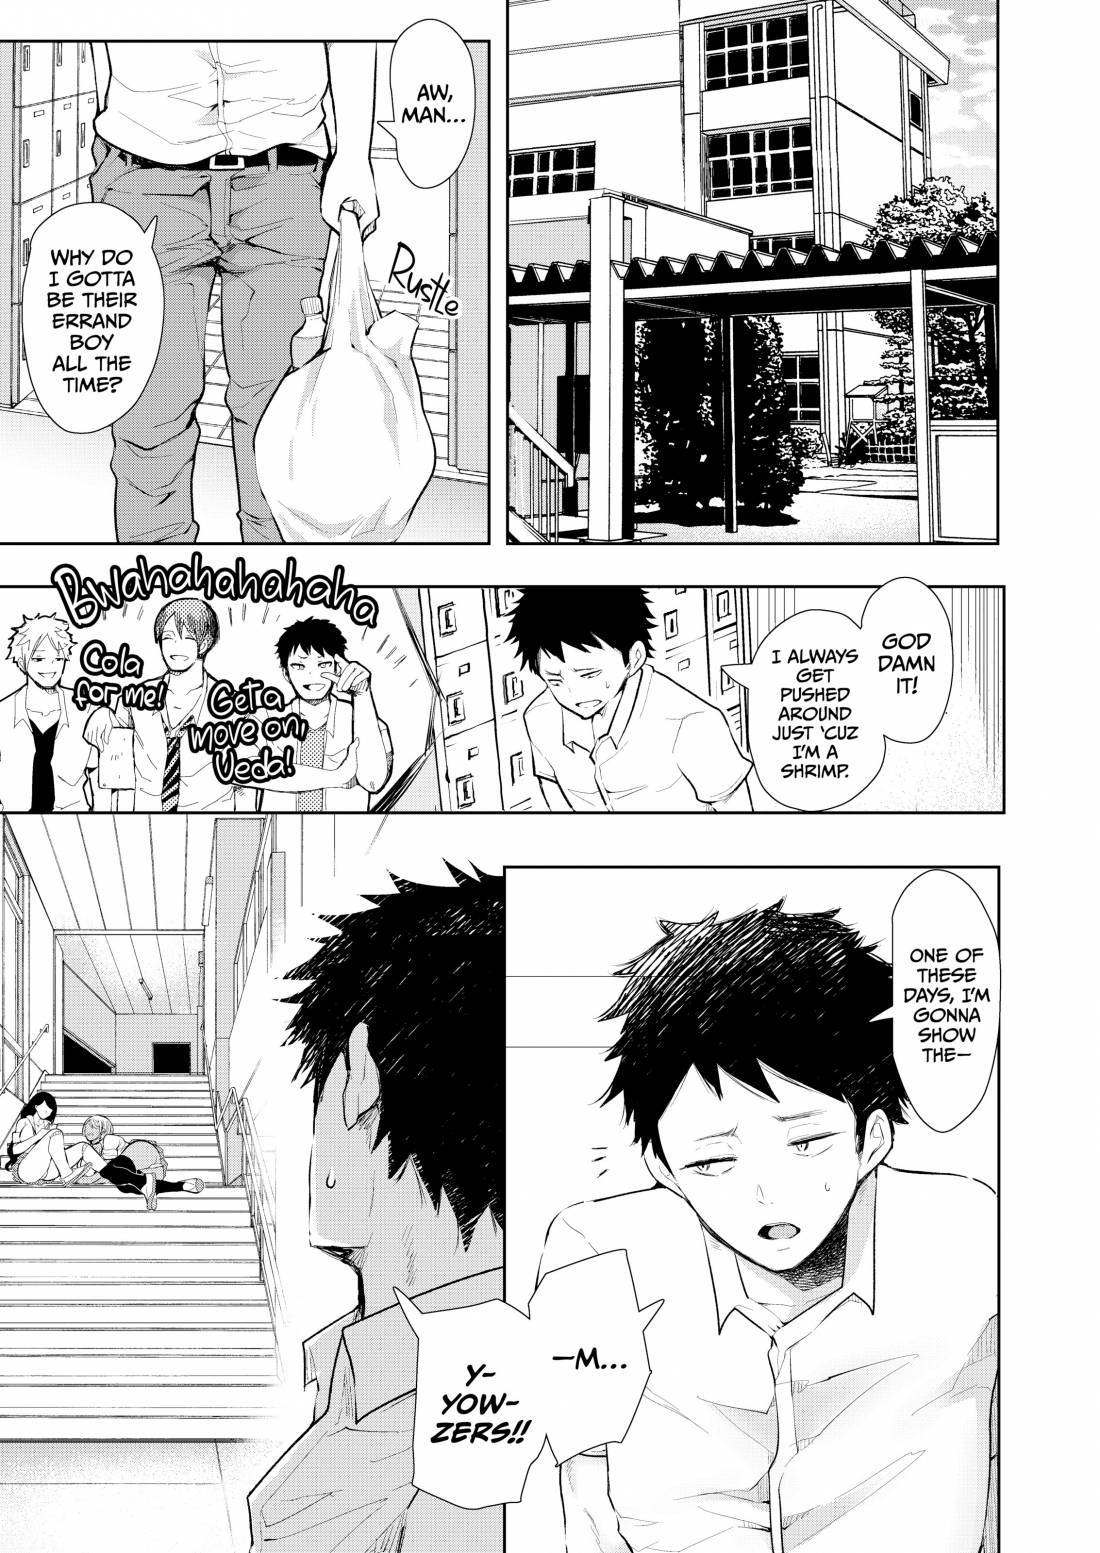 AW,
MAN...
Rustle
WHY DO
I GOTTA
BE THEIR
ERRAND
BOY
ALL THE
TIME?
GOD
DAMN
IT!
I ALWAYS
GET
PUSHED
AROUND
JUST 'CUZ
I'M A
SHRIMP.
Bwahahahahaha
Get a
move on,
Ueda!
Cola
for me!
ONE OF
THESE
DAYS, I'M
GONNA
SHOW
THE—
—M...
Y-
YOW-
ZERS!!